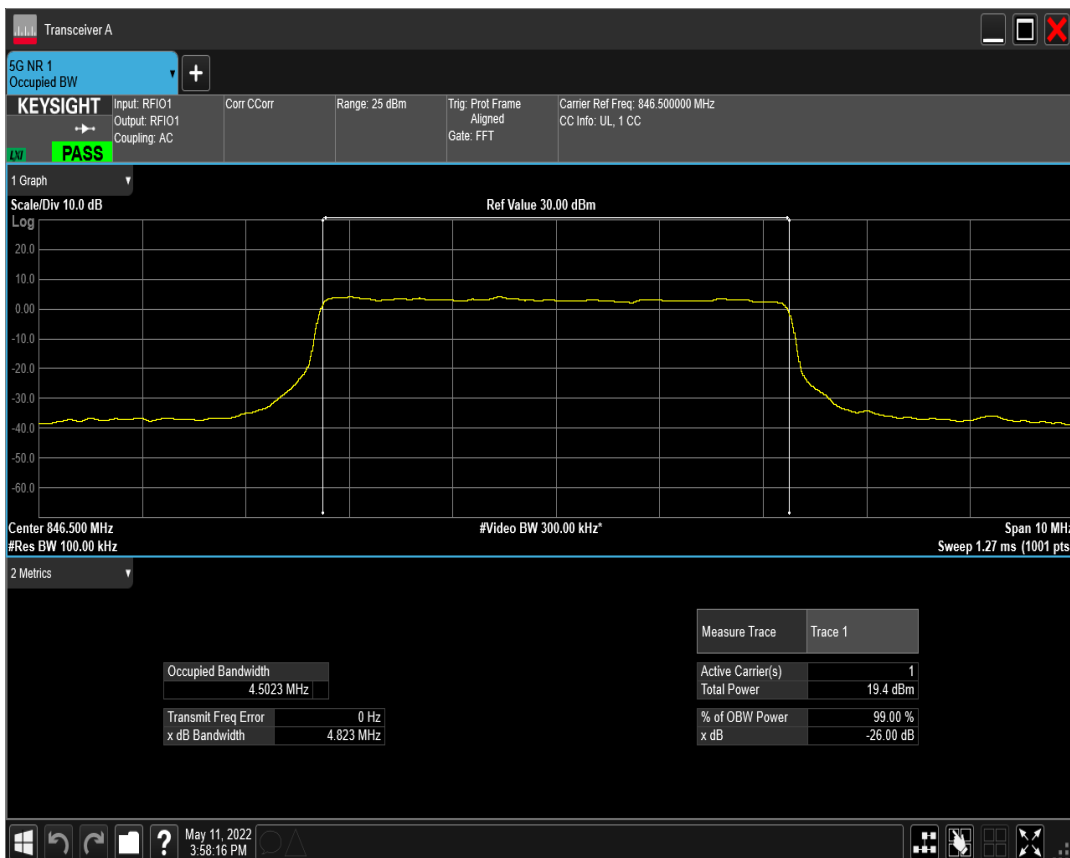 Transceiver A
5G NR 1
Occupied BW
+
KEYSIGHT
LXI
PASS
Input: RFIO1
Output: RFIO1
Coupling: AC
Corr CCorr
Range: 25 dBm
Trig: Prot Frame
Aligned
Gate: FFT
Carrier Ref Freq: 846.500000 MHz
CC Info: UL, 1 CC
1 Graph
Scale/Div 10.0 dB
Ref Value 30.00 dBm
Log
20.0
10.0
0.00
-10.0
-20.0
-30.0
-40.0
-50.0
-60.0
Center 846.500 MHz
#Video BW 300.00 kHz*
Span 10 MHz
#Res BW 100.00 kHz
Sweep 1.27 ms (1001 pts
2 Metrics
Measure Trace Trace 1
Occupied Bandwidth
4.5023 MHz
Active Carrier(s) 1
Total Power 19.4 dBm
Transmit Freq Error 0 Hz
x dB Bandwidth 4.823 MHz
% of OBW Power 99.00 %
x dB -26.00 dB
?
May 11, 2022
3:58:16 PM